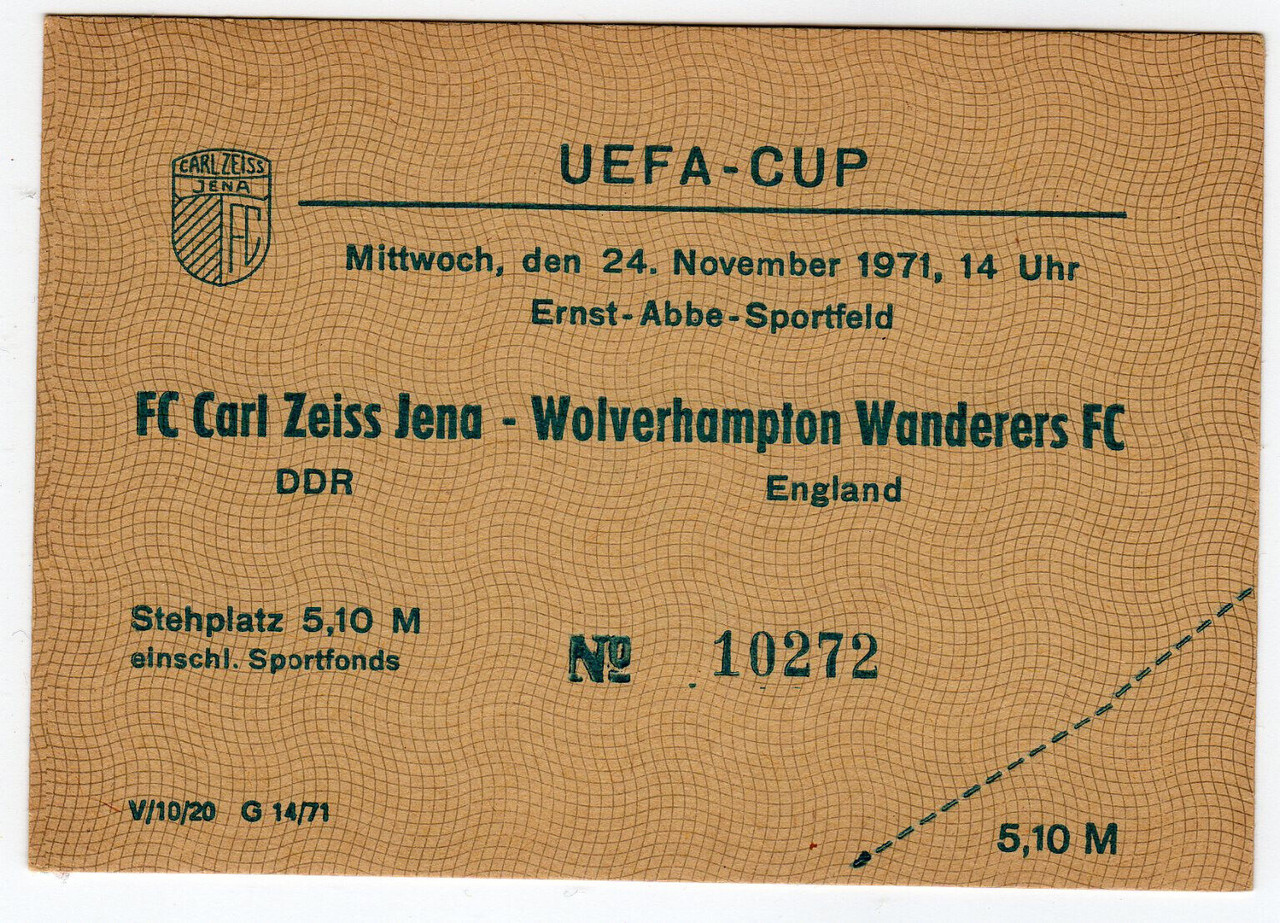 CARL ZEISS
JENA
FC
UEFA-CUP
Mittwoch, den 24. November 1971, 14 Uhr
Ernst-Abbe-Sportfeld
FC Carl Zeiss Jena - Wolverhampton Wanderers FC
DDR
England
Stehplatz 5,10 M
einschl. Sportfonds
Nº 10272
V/10/20 G 14/71
5,10 M